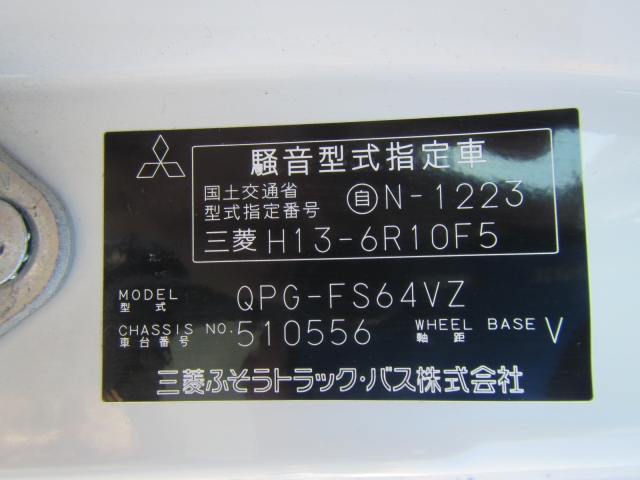 騒音型式指定車
国土交通省
型式指定番号 自N-1223
三菱 H13-6R10F5
MODEL
型式 QPG-FS64VZ
CHASSIS NO.
車台番号 510556 WHEEL BASE
軸距 V
三菱ふそうトラック・バス株式会社